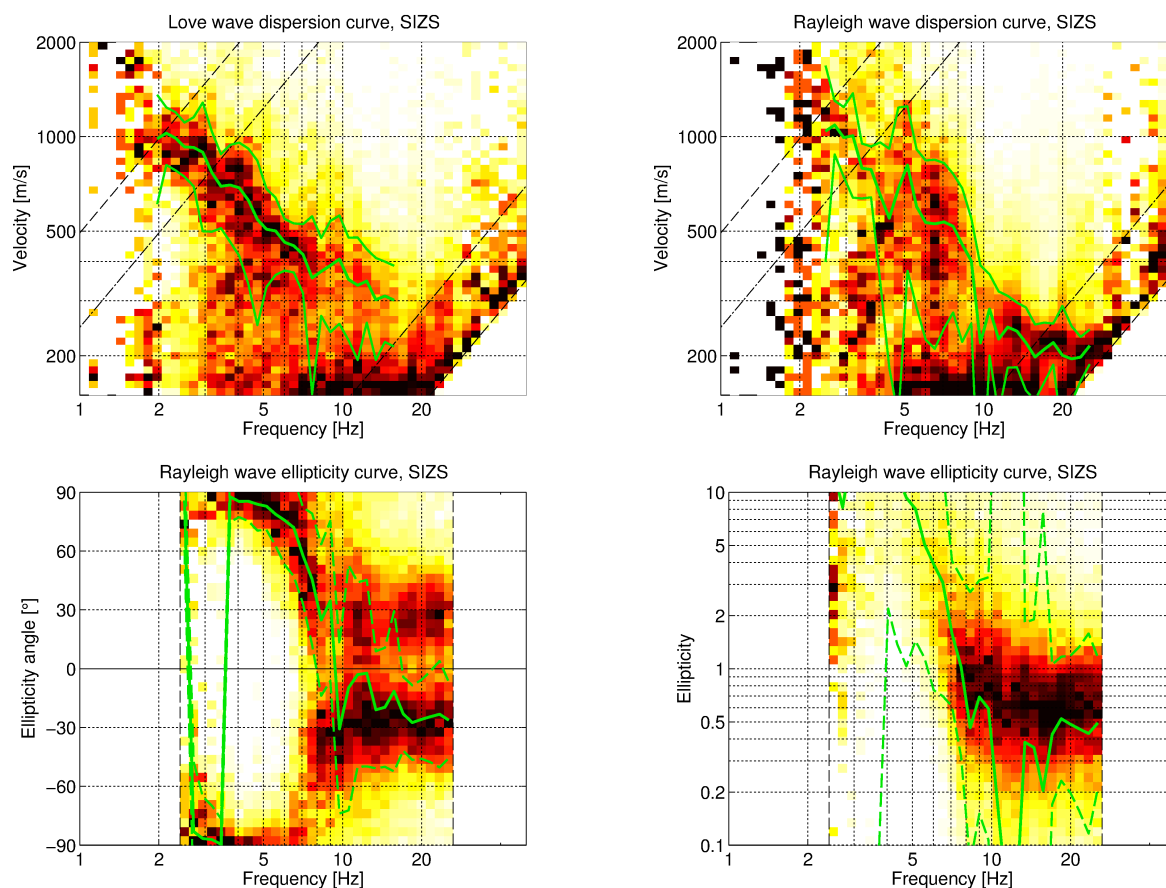 Love wave dispersion curve, SIZS
Rayleigh wave dispersion curve, SIZS
2000
1000
500
200
Velocity [m/s]
1 2 5 10 20
Frequency [Hz]
2000
1000
500
200
Velocity [m/s]
1 2 5 10 20
Frequency [Hz]
Rayleigh wave ellipticity curve, SIZS
Rayleigh wave ellipticity curve, SIZS
90
60
30
0
−30
−60
−90
Ellipticity angle [°]
1 2 5 10 20
Frequency [Hz]
10
5
2
1
0.5
0.2
0.1
Ellipticity
1 2 5 10 20
Frequency [Hz]